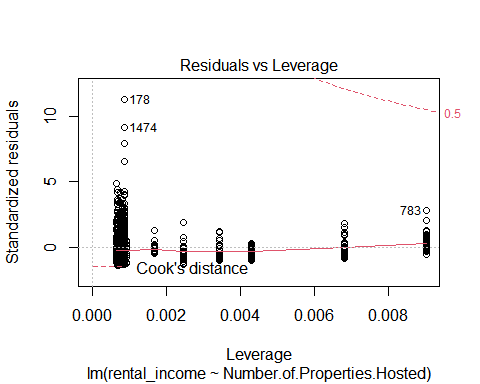 Residuals vs Leverage
Standardized residuals
10
5
0
178
1474
783
0.5
Cook's distance
0.000
0.002
0.004
0.006
0.008
Leverage
lm(rental_income ~ Number.of.Properties.Hosted)